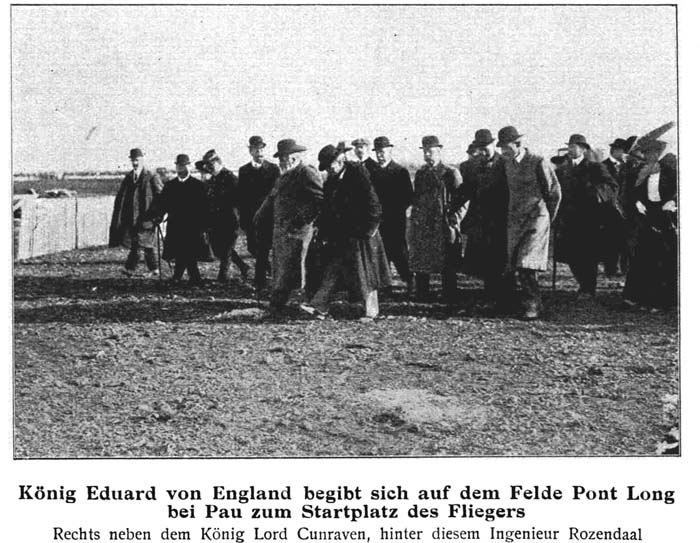 König Eduard von England begibt sich auf dem Felde Pont Long
bei Pau zum Startplatz des Fliegers
Rechts neben dem König Lord Cunraven, hinter diesem Ingenieur Rozendaal